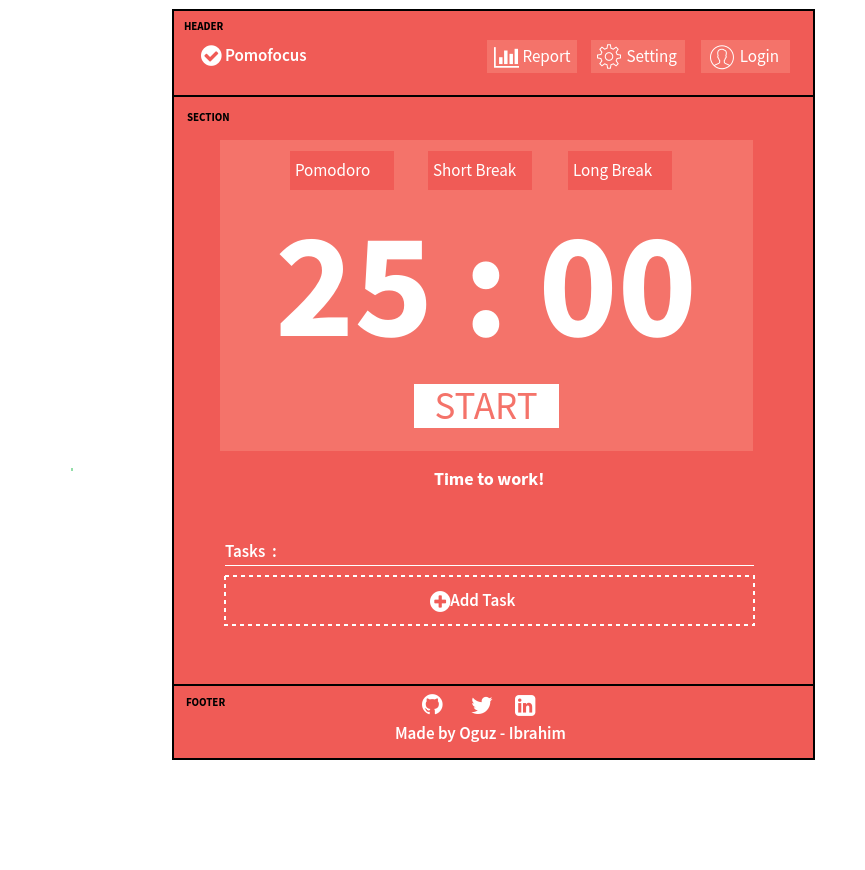 HEADER
Pomofocus
Report Setting Login
SECTION
Pomodoro Short Break Long Break
25 : 00
START
Time to work!
Tasks :
Add Task
FOOTER
Made by Oguz - Ibrahim